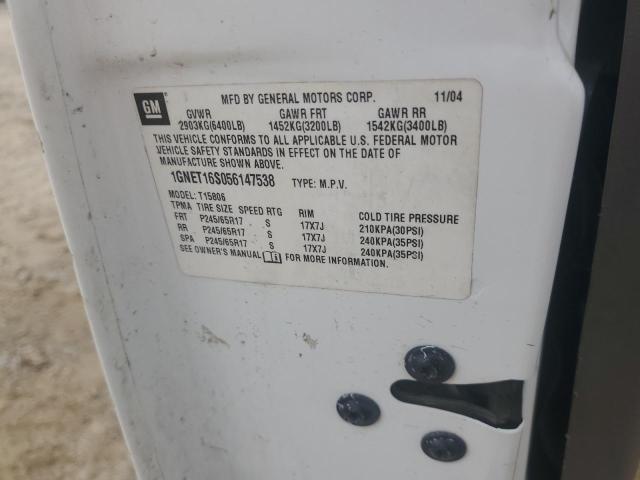 GM MFD BY GENERAL MOTORS CORP. 11/04
GVWR GAWR FRT GAWR RR
2903KG(6400LB) 1452KG(3200LB) 1542KG(3400LB)
THIS VEHICLE CONFORMS TO ALL APPLICABLE U.S. FEDERAL MOTOR
VEHICLE SAFETY STANDARDS IN EFFECT ON THE DATE OF
MANUFACTURE SHOWN ABOVE.
1GNET16S056147538 TYPE: M.P.V.
MODEL: T15806
TPMA TIRE SIZE SPEED RTG RIM COLD TIRE PRESSURE
FRT P245/65R17 S 17X7J 210KPA(30PSI)
RR P245/65R17 S 17X7J 240KPA(35PSI)
SPA P245/65R17 S 17X7J 240KPA(35PSI)
SEE OWNER'S MANUAL FOR MORE INFORMATION.